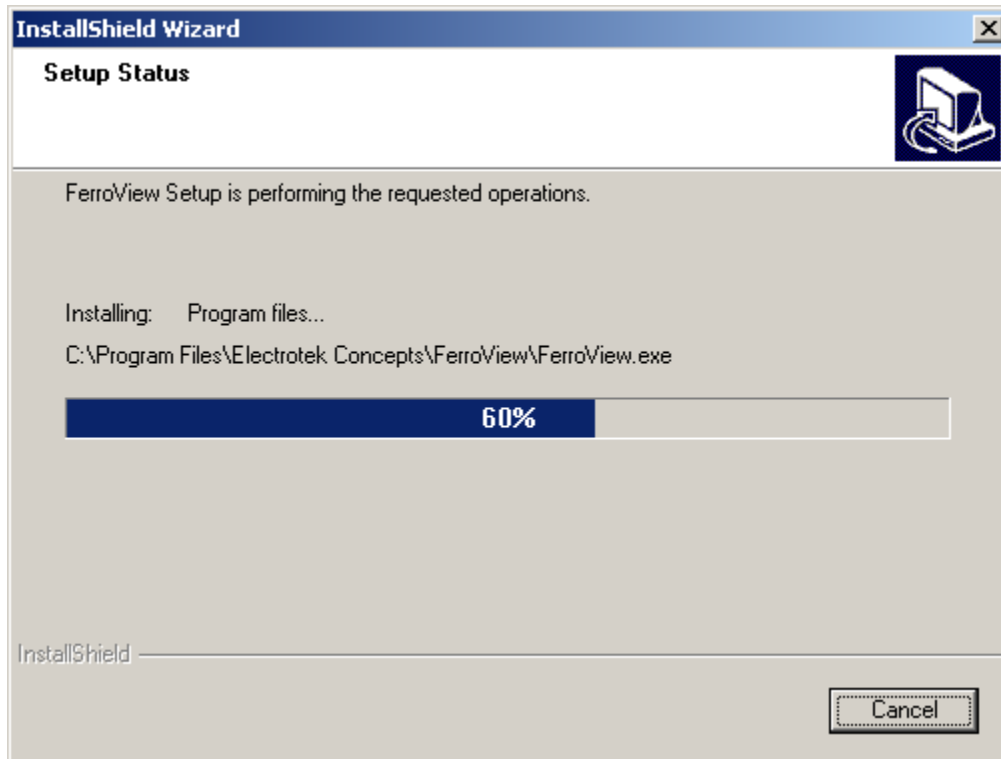 InstallShield Wizard
Setup Status
FerroView Setup is performing the requested operations.
Installing: Program files...
C:\Program Files\Electrotek Concepts\FerroView\FerroView.exe
60%
InstallShield
Cancel